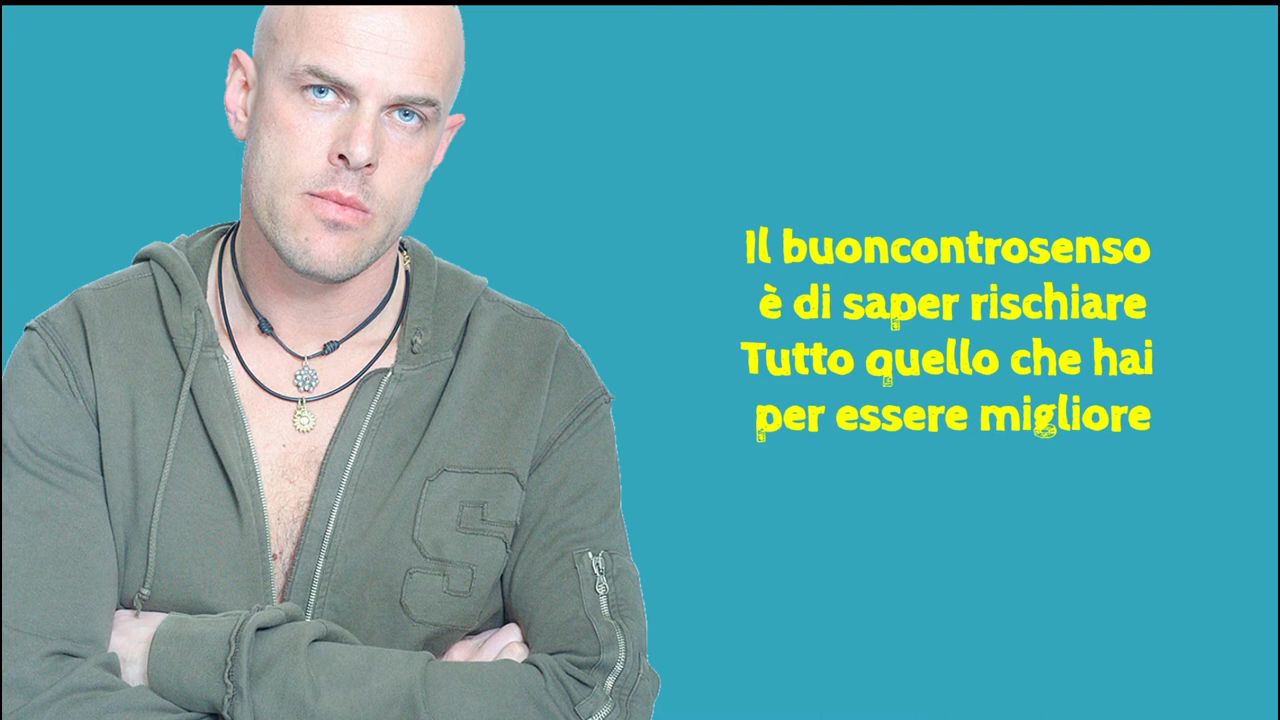 Il buoncontrosenso
è di saper rischiare
Tutto quello che hai
per essere migliore
S